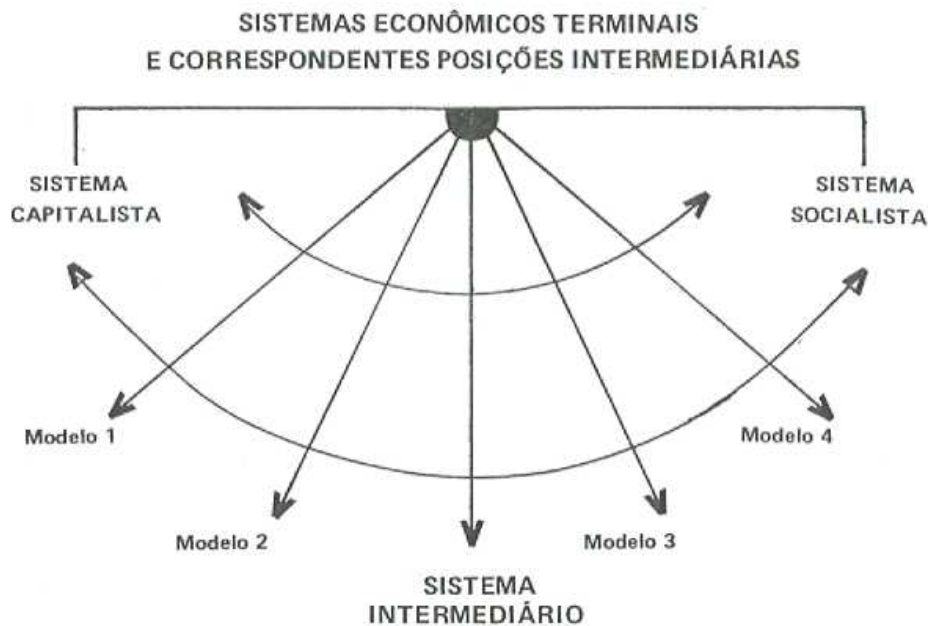 SISTEMAS ECONÔMICOS TERMINAIS
E CORRESPONDENTES POSIÇÕES INTERMEDIÁRIAS
SISTEMA
CAPITALISTA
SISTEMA
SOCIALISTA
Modelo 1
Modelo 4
Modelo 2
Modelo 3
SISTEMA
INTERMEDIÁRIO